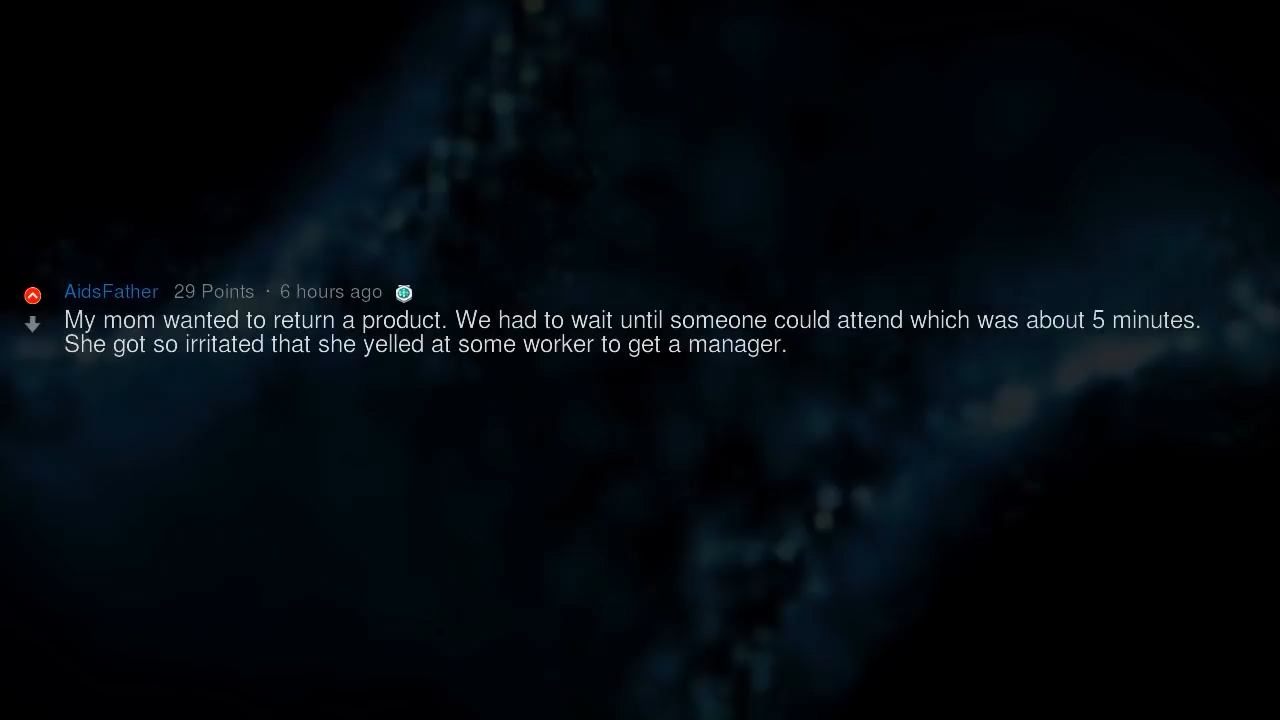 AidsFather 29 Points · 6 hours ago
My mom wanted to return a product. We had to wait until someone could attend which was about 5 minutes.
She got so irritated that she yelled at some worker to get a manager.